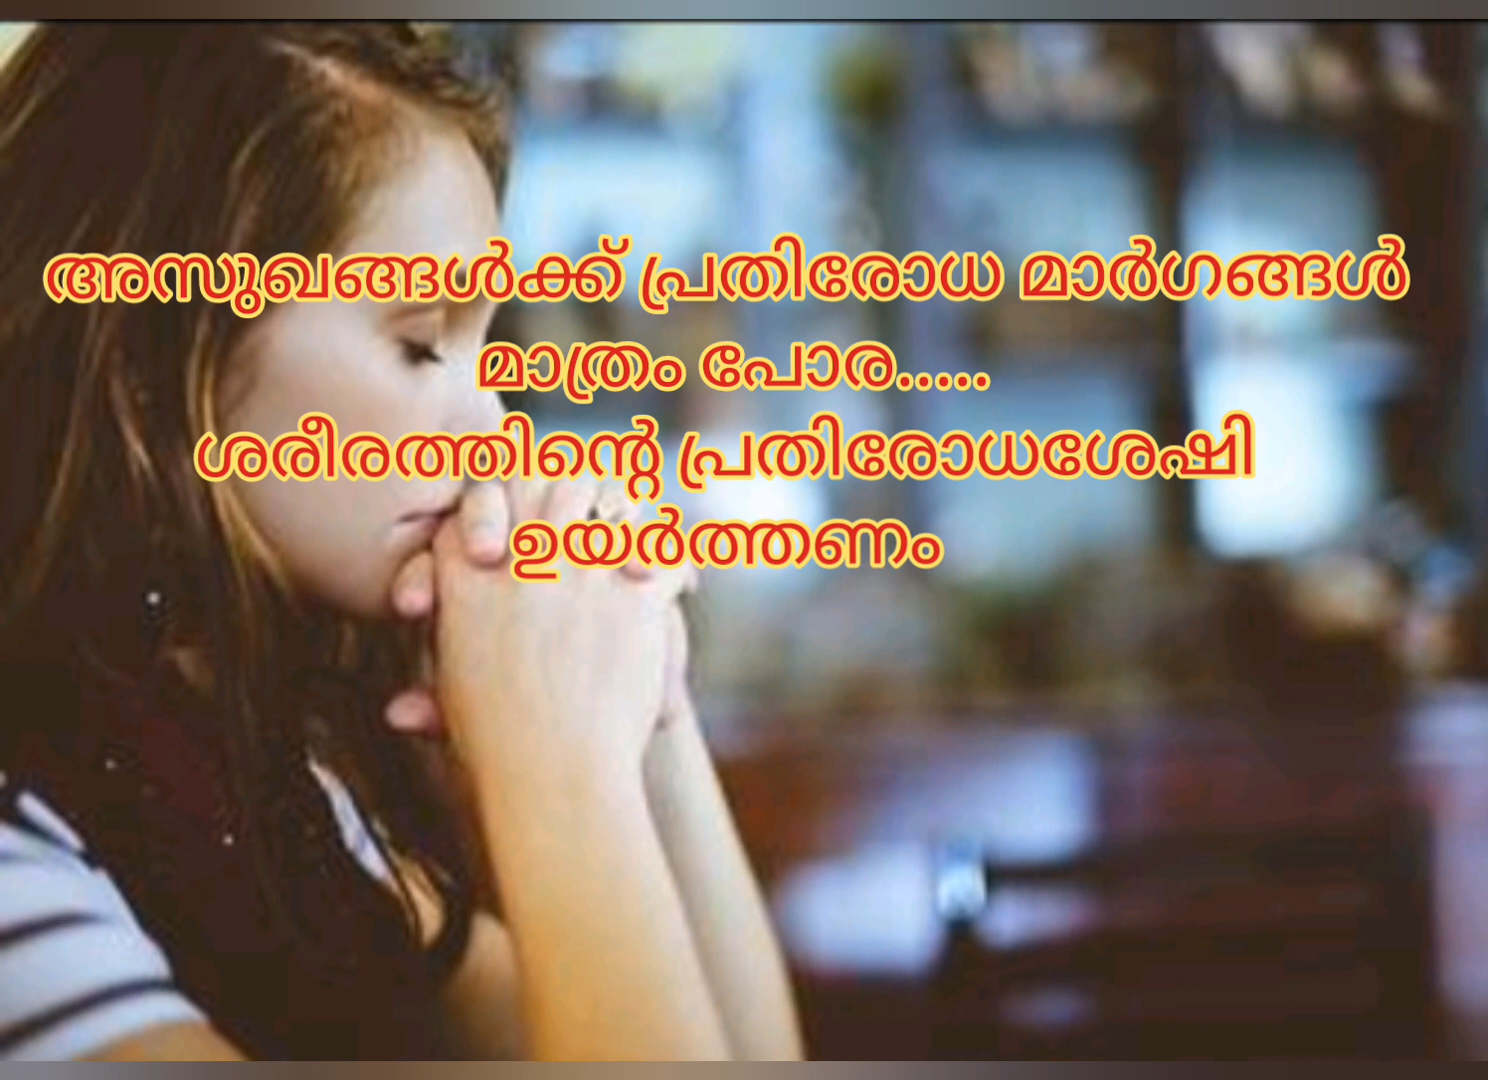 അസുഖങ്ങൾക്ക് പ്രതിരോധ മാർഗങ്ങൾ
മാത്രം പോര.....
ശരീരത്തിന്റെ പ്രതിരോധശേഷി
ഉയർത്തണം